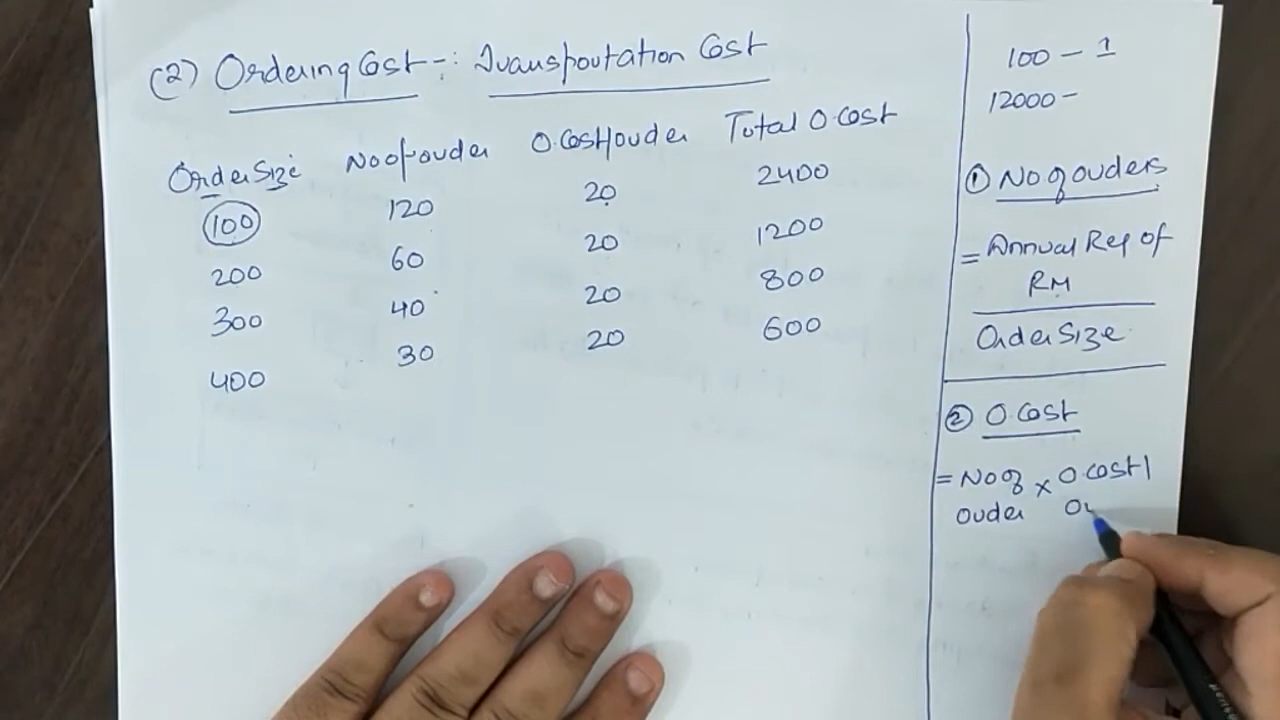 (2) Ordering Cost -: Transportation Cost
Order Size No of order O.Cost/order Total O.Cost
100 120 20 2400
200 60 20 1200
300 40 20 800
400 30 20 600
100 - 1
12000 -
① No of orders
= Annual Req of
RM
Order Size
② O.Cost
= No of × O.cost/
order Or